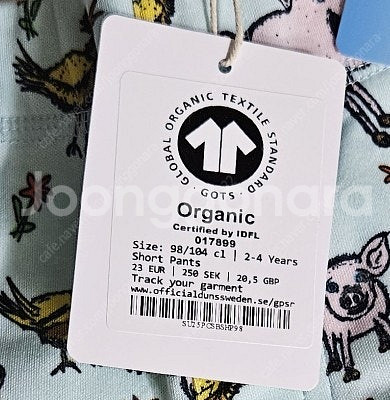 GLOBAL ORGANIC TEXTILE STANDARD
· GOTS ·
Organic
Certified by IDFL
017899
Size: 98/104 cl | 2-4 Years
Short Pants
23 EUR | 250 SEK | 20,5 GBP
Track your garment
www.officialdunssweden.se/gpsr
SU25PCSBSHP98
Joongonara